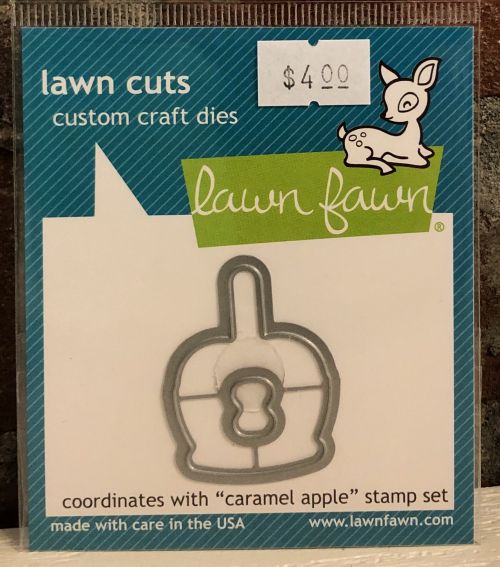 $4.00
lawn cuts
custom craft dies
lawn fawn®
coordinates with “caramel apple” stamp set
made with care in the USA
www.lawnfawn.com